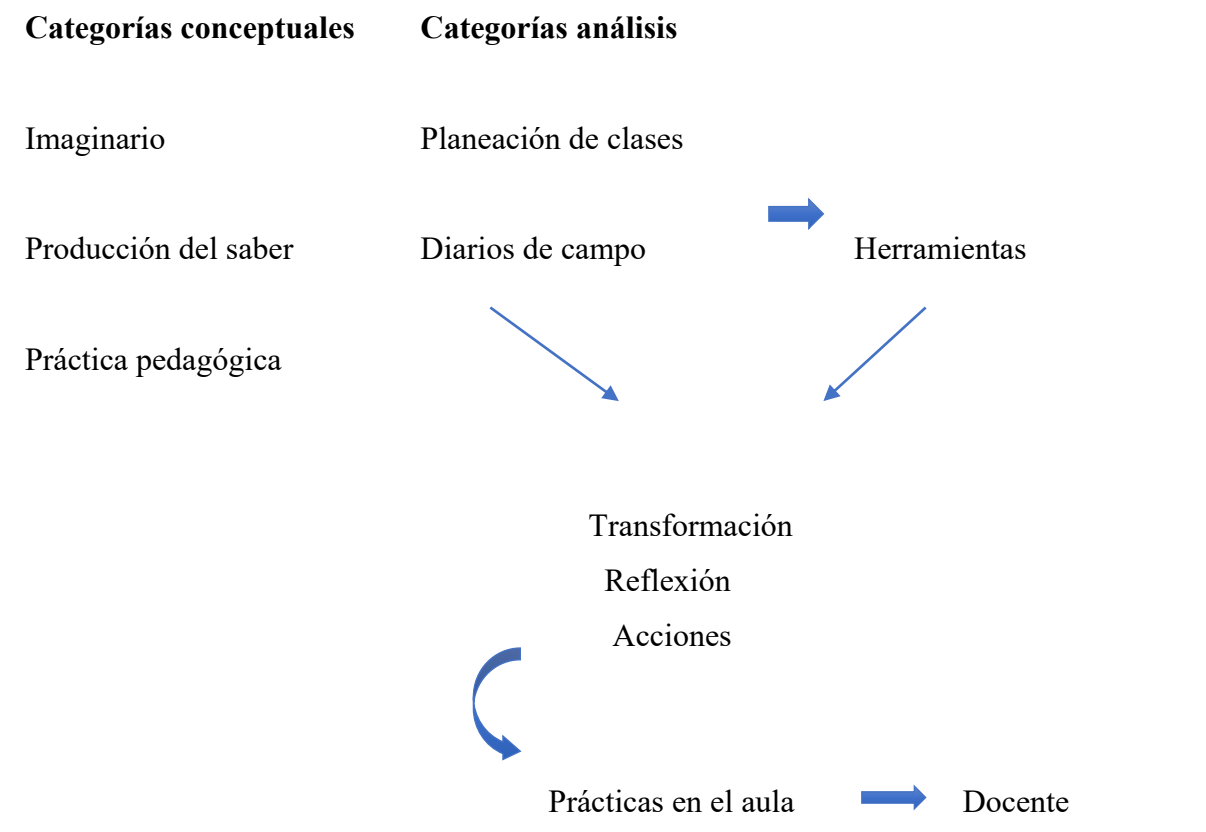 Categorías conceptuales Categorías análisis
Imaginario Planeación de clases
Producción del saber Diarios de campo Herramientas
Práctica pedagógica
Transformación
Reflexión
Acciones
Prácticas en el aula Docente